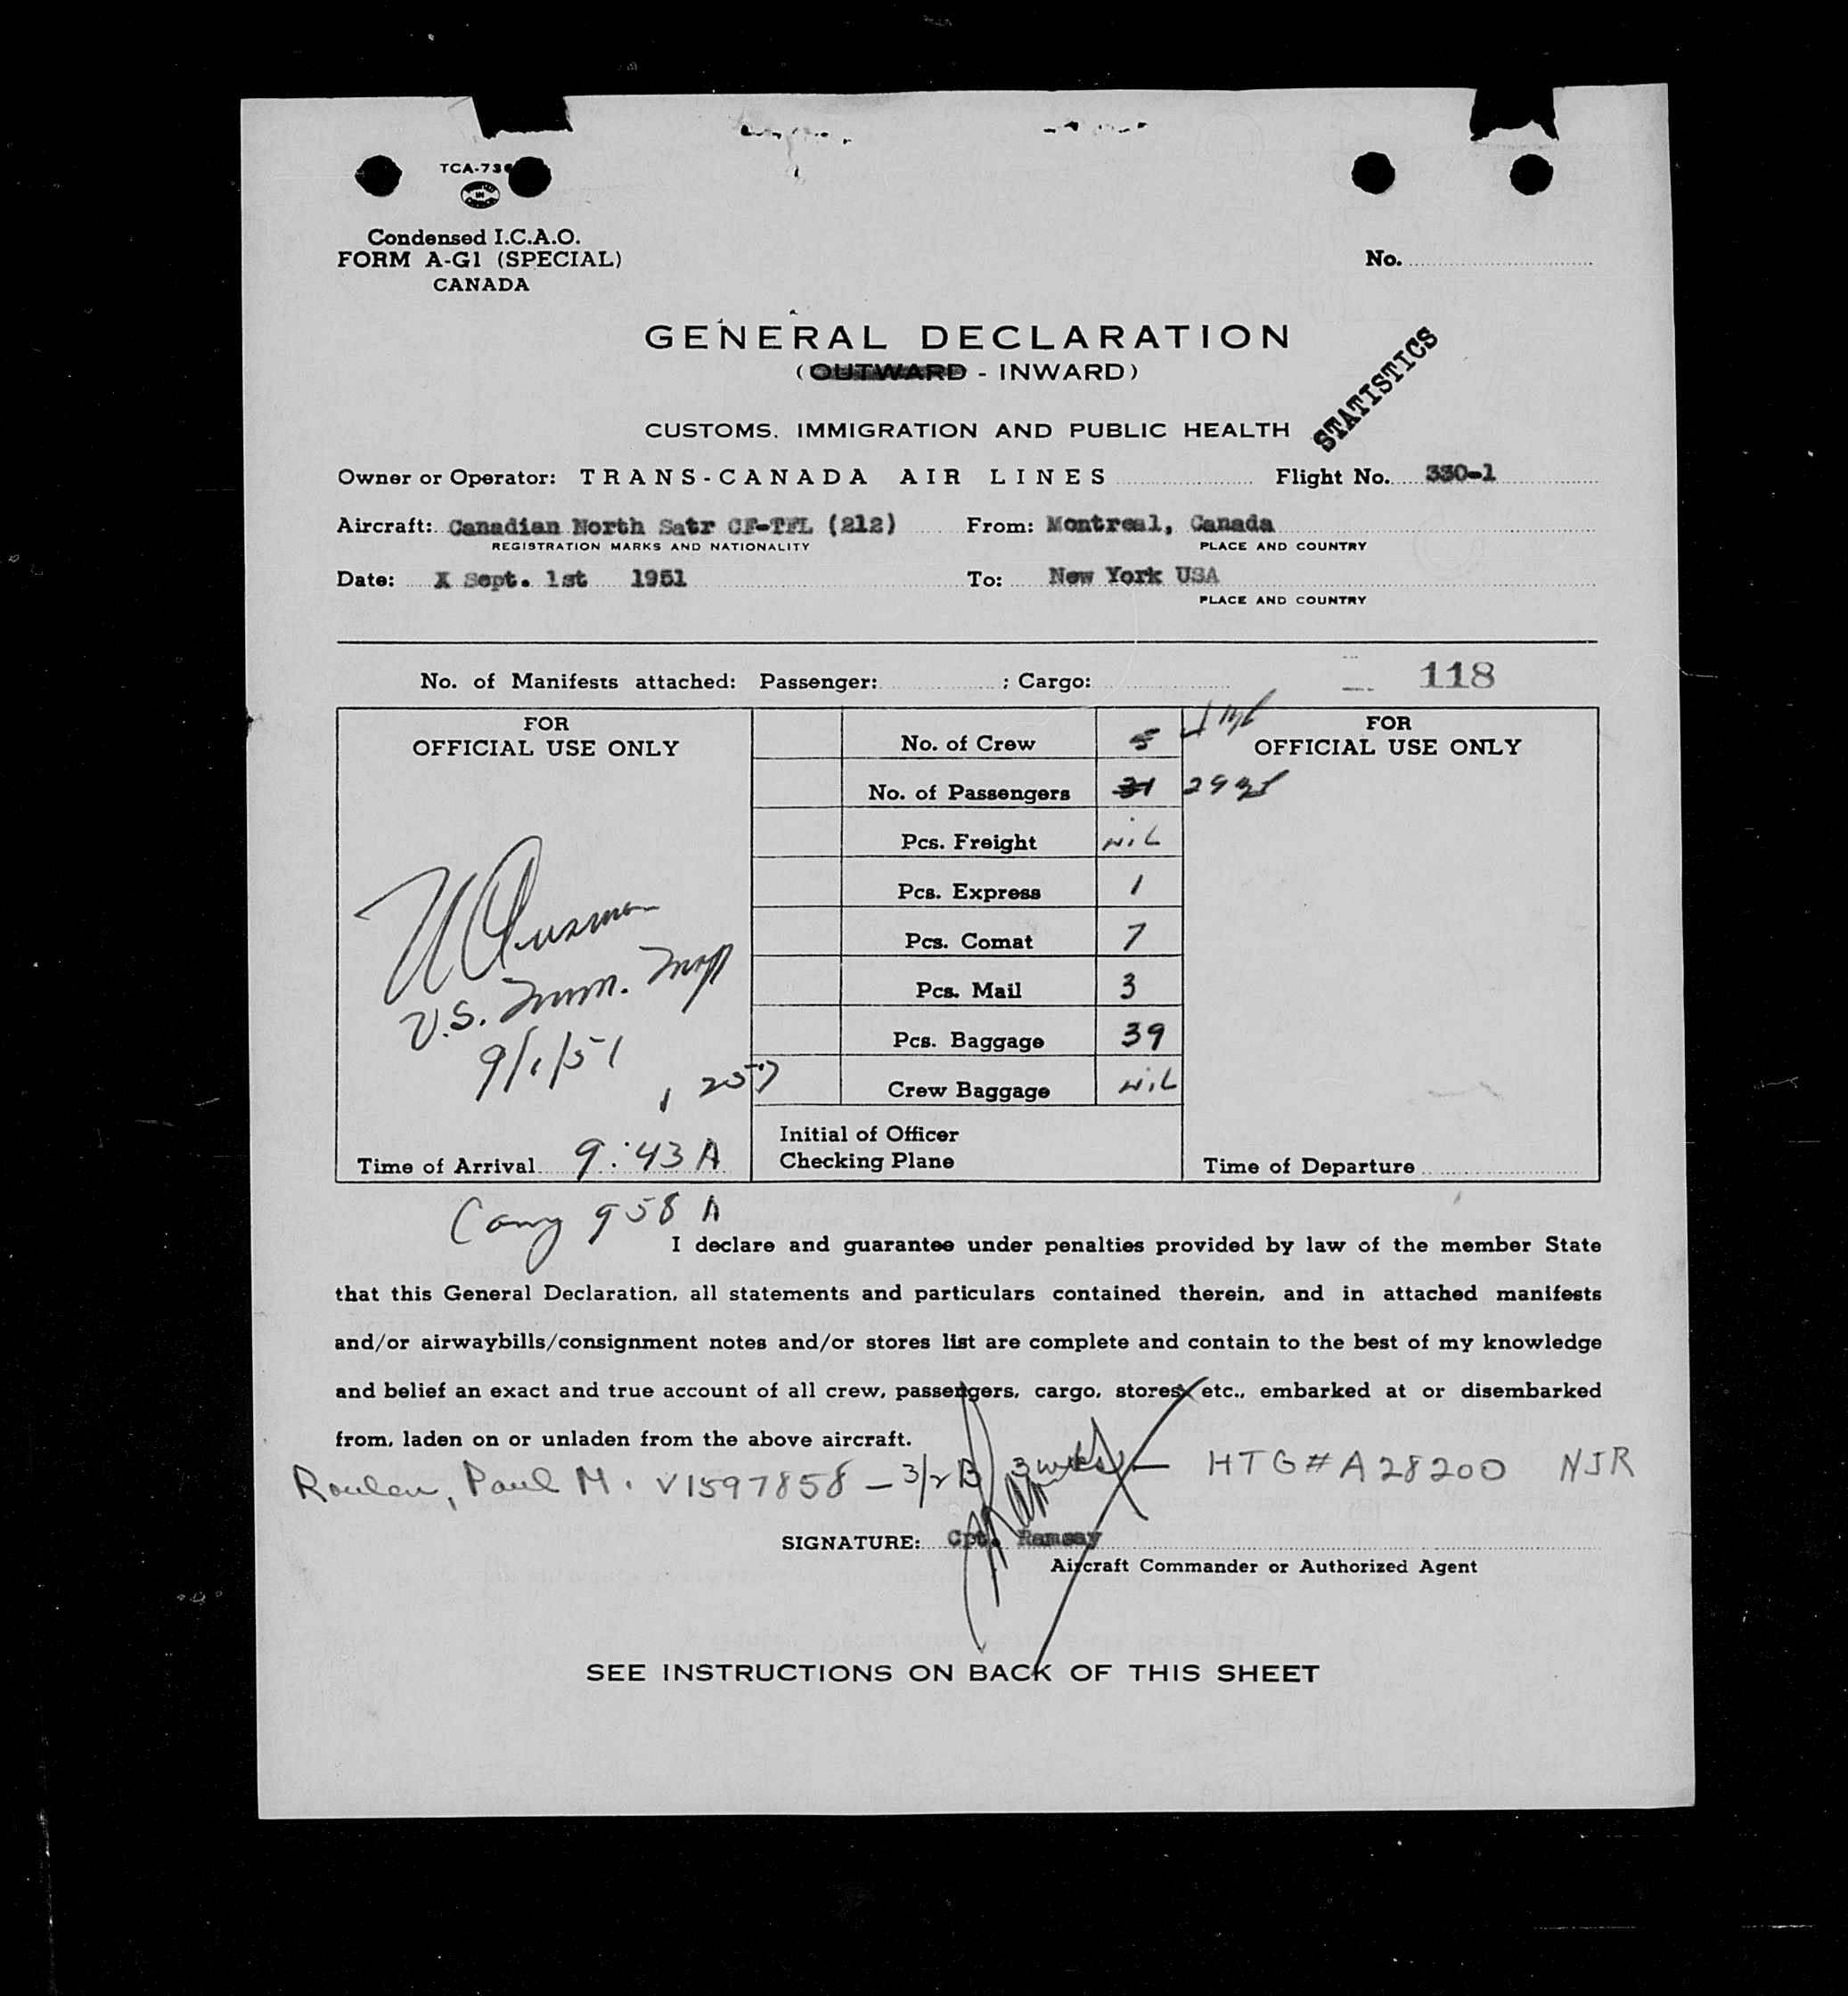 TCA-73
Condensed I.C.A.O.
FORM A-G1 (SPECIAL)
CANADA
No.
GENERAL DECLARATION
(OUTWARD - INWARD)
STATISTICS
CUSTOMS, IMMIGRATION AND PUBLIC HEALTH
Owner or Operator: TRANS-CANADA AIR LINES Flight No. 330-1
Aircraft: Canadian North Satr CF-TFL (212) From: Montreal, Canada
REGISTRATION MARKS AND NATIONALITY PLACE AND COUNTRY
Date: X Sept. 1st 1951 To: New York USA
PLACE AND COUNTRY
No. of Manifests attached: Passenger: ; Cargo: 118
FOR
OFFICIAL USE ONLY
U.S. Imm. Insp
9/1/51
Time of Arrival 9:43 A
No. of Crew 5
No. of Passengers 31 29
Pcs. Freight NiL
Pcs. Express 1
Pcs. Comat 7
Pcs. Mail 3
Pcs. Baggage 39
Crew Baggage NiL
Initial of Officer
Checking Plane
FOR
OFFICIAL USE ONLY
Time of Departure
958 A
I declare and guarantee under penalties provided by law of the member State
that this General Declaration, all statements and particulars contained therein, and in attached manifests
and/or airwaybills/consignment notes and/or stores list are complete and contain to the best of my knowledge
and belief an exact and true account of all crew, passengers, cargo, stores, etc., embarked at or disembarked
from, laden on or unladen from the above aircraft.
Paul M. V1597858 - 3/2 B 3 wks - HTG # A28200 NJR
SIGNATURE: Cpt. Ramsay
Aircraft Commander or Authorized Agent
SEE INSTRUCTIONS ON BACK OF THIS SHEET